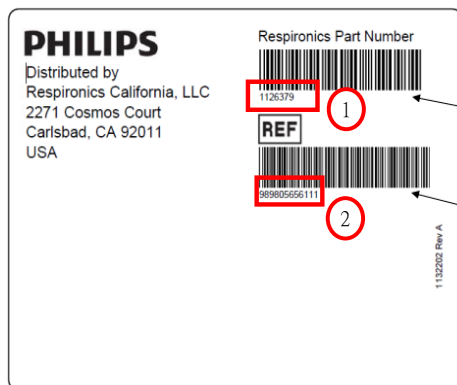 PHILIPS
Distributed by
Respironics California, LLC
2271 Cosmos Court
Carlsbad, CA 92011
USA
Respironics Part Number
1126379
1
REF
989805656111
2
1132202 Rev A